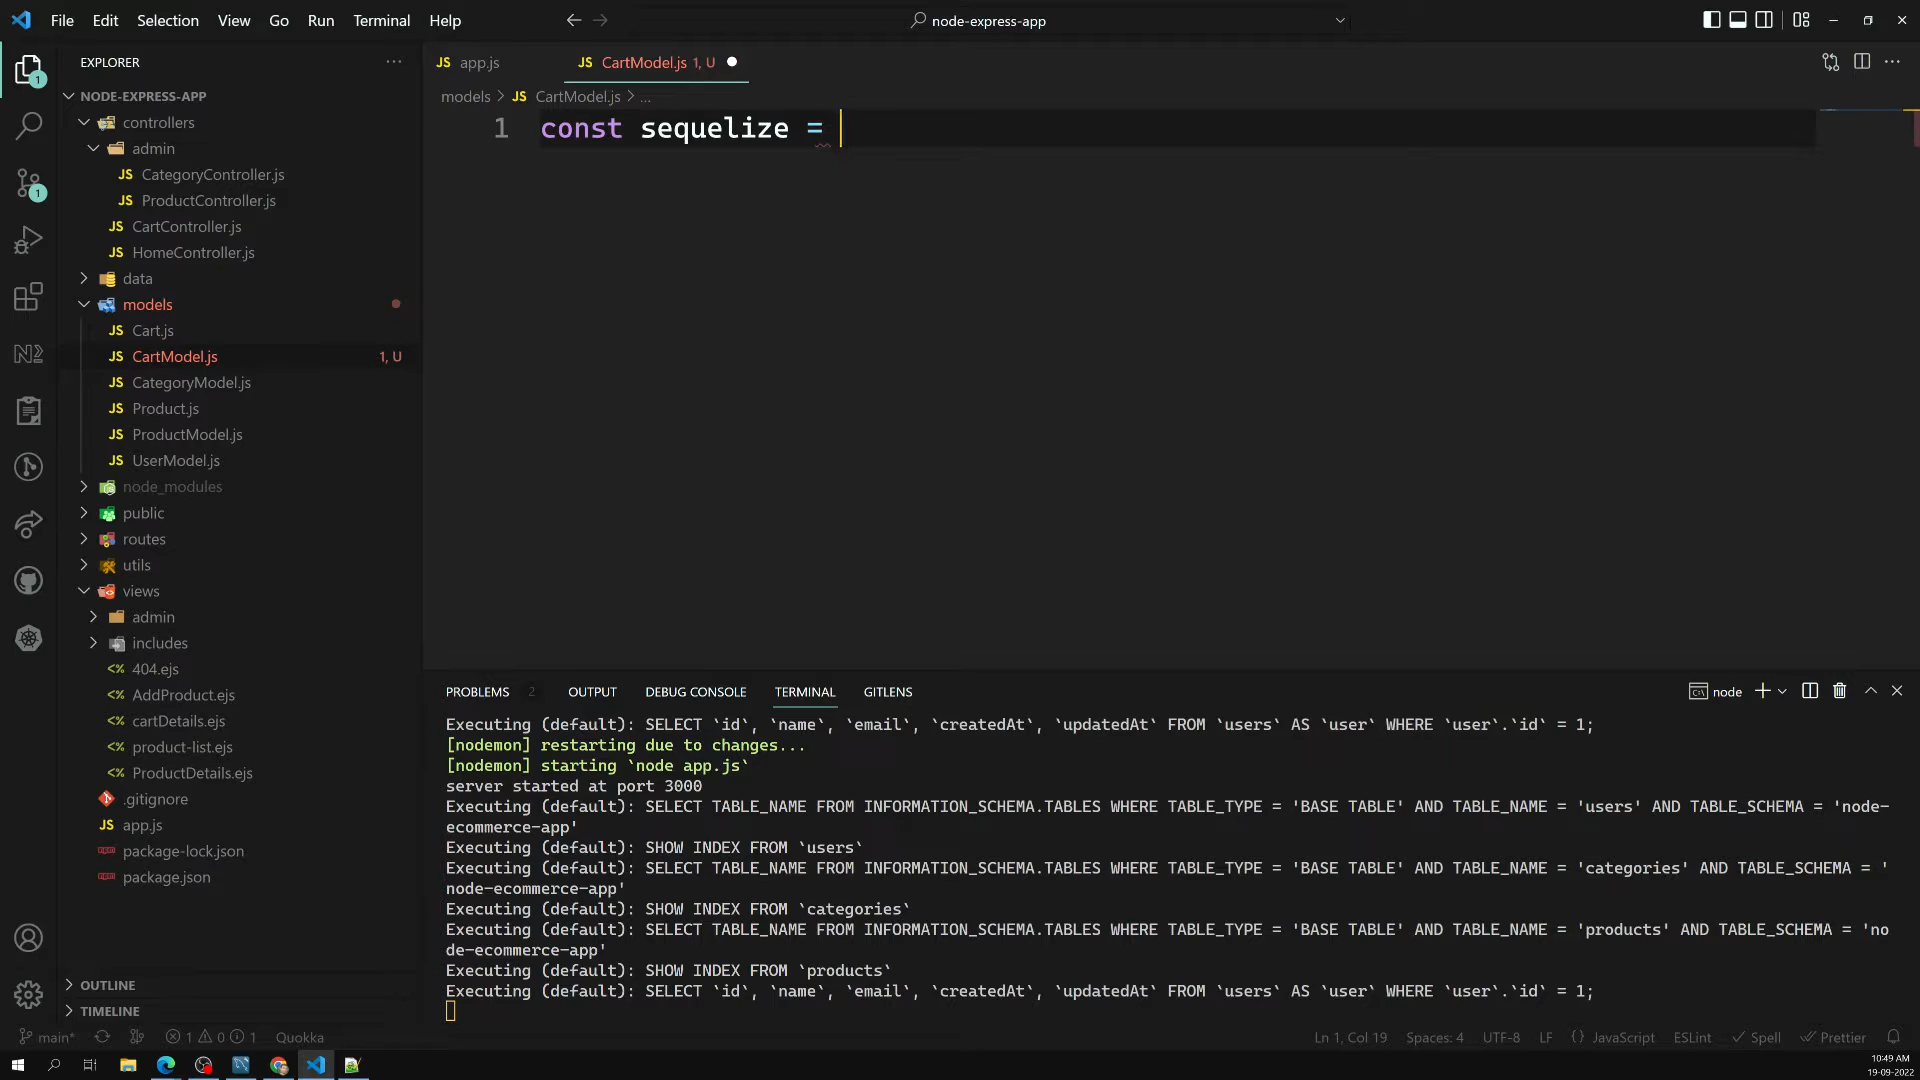 File Edit Selection View Go Run Terminal Help
node-express-app
EXPLORER
NODE-EXPRESS-APP
controllers
admin
JS CategoryController.js
JS ProductController.js
JS CartController.js
JS HomeController.js
data
models
JS Cart.js
JS CartModel.js 1, U
JS CategoryModel.js
JS Product.js
JS ProductModel.js
JS UserModel.js
node_modules
public
routes
utils
views
admin
includes
<% 404.ejs
<% AddProduct.ejs
<% cartDetails.ejs
<% product-list.ejs
<% ProductDetails.ejs
.gitignore
JS app.js
package-lock.json
package.json
OUTLINE
TIMELINE
1
1
JS app.js
JS CartModel.js 1, U
models > JS CartModel.js > ...
1 const sequelize =
PROBLEMS 2 OUTPUT DEBUG CONSOLE TERMINAL GITLENS
node
Executing (default): SELECT `id`, `name`, `email`, `createdAt`, `updatedAt` FROM `users` AS `user` WHERE `user`.`id` = 1;
[nodemon] restarting due to changes...
[nodemon] starting `node app.js`
server started at port 3000
Executing (default): SELECT TABLE_NAME FROM INFORMATION_SCHEMA.TABLES WHERE TABLE_TYPE = 'BASE TABLE' AND TABLE_NAME = 'users' AND TABLE_SCHEMA = 'node-
ecommerce-app'
Executing (default): SHOW INDEX FROM `users`
Executing (default): SELECT TABLE_NAME FROM INFORMATION_SCHEMA.TABLES WHERE TABLE_TYPE = 'BASE TABLE' AND TABLE_NAME = 'categories' AND TABLE_SCHEMA = '
node-ecommerce-app'
Executing (default): SHOW INDEX FROM `categories`
Executing (default): SELECT TABLE_NAME FROM INFORMATION_SCHEMA.TABLES WHERE TABLE_TYPE = 'BASE TABLE' AND TABLE_NAME = 'products' AND TABLE_SCHEMA = 'no
de-ecommerce-app'
Executing (default): SHOW INDEX FROM `products`
Executing (default): SELECT `id`, `name`, `email`, `createdAt`, `updatedAt` FROM `users` AS `user` WHERE `user`.`id` = 1;
main* 1 0 1 Quokka
Ln 1, Col 19 Spaces: 4 UTF-8 LF {} JavaScript ESLint Spell Prettier
10:49 AM
19-09-2022